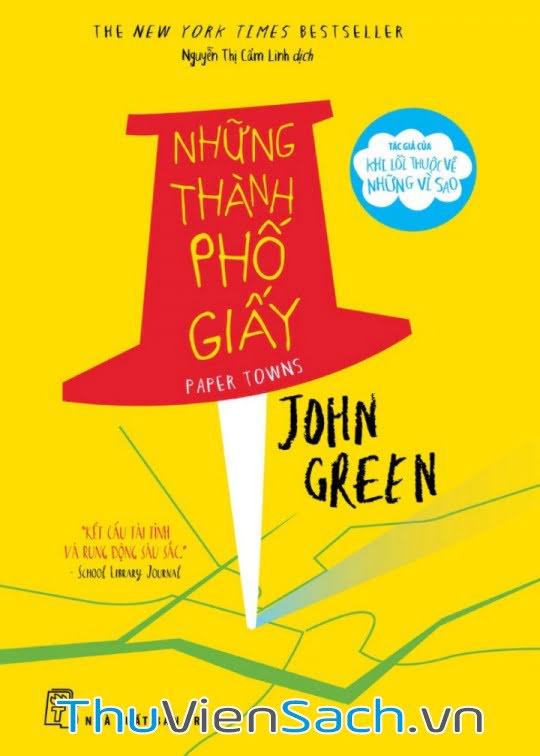 THE NEW YORK TIMES BESTSELLER
Nguyễn Thị Cẩm Linh dịch
NHỮNG
THÀNH
PHỐ
GIẤY
PAPER TOWNS
TÁC GIẢ CỦA
KHI LỖI THUỘC VỀ
NHỮNG VÌ SAO
JOHN
GREEN
"KẾT CẤU TÀI TÌNH
VÀ RUNG ĐỘNG SÂU SẮC."
- SCHOOL LIBRARY JOURNAL
ThuVienSach.vn